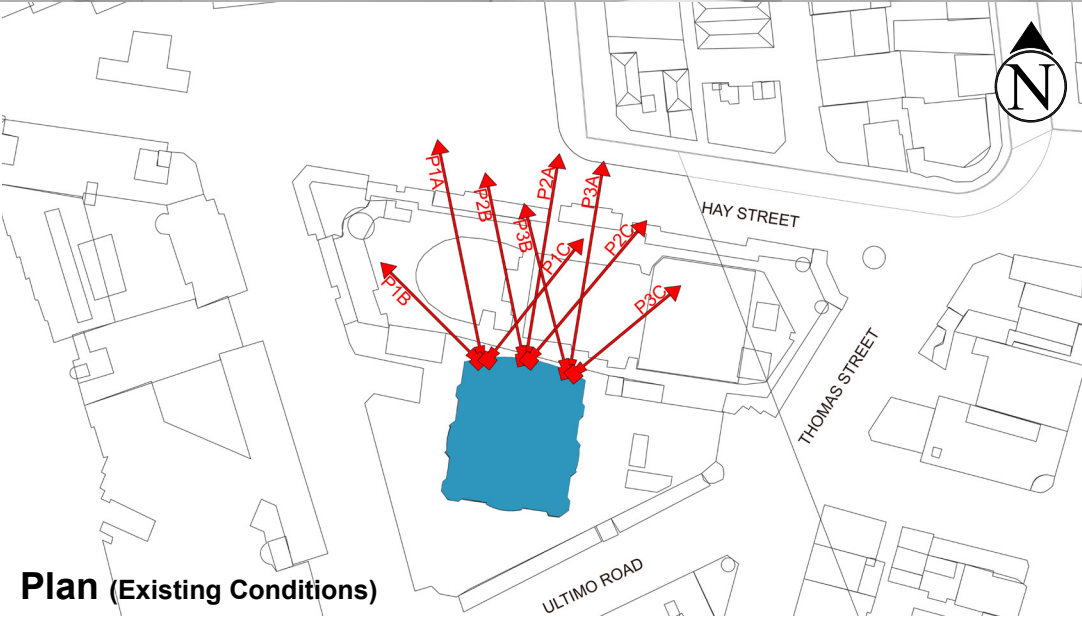 N
P1A
P2B
P2A
P3A
P3B
P1C
P2C
P1B
P3C
HAY STREET
THOMAS STREET
ULTIMO ROAD
Plan (Existing Conditions)